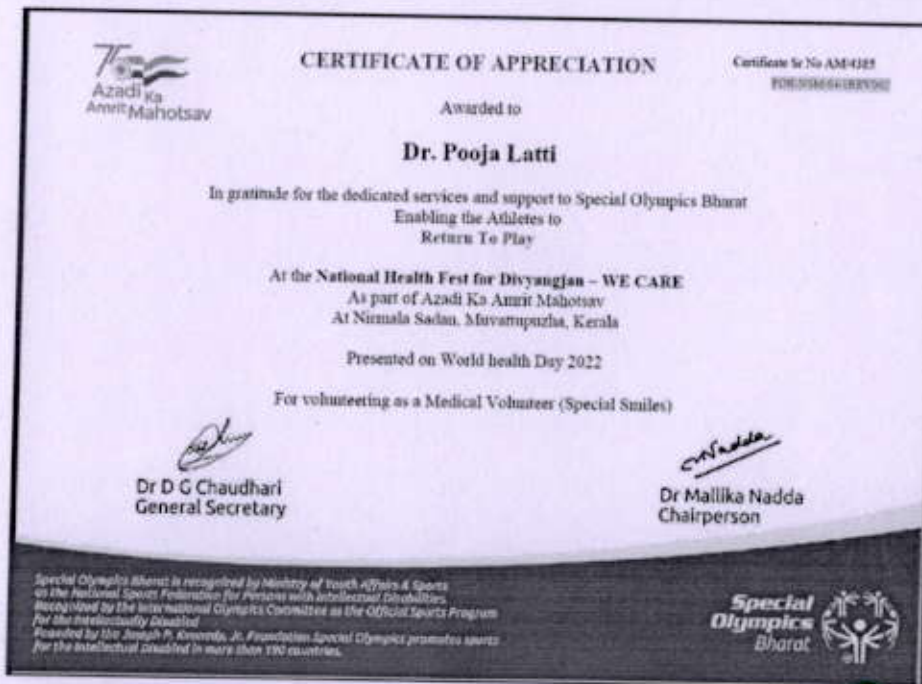 Azadi Ka
Amrit Mahotsav
CERTIFICATE OF APPRECIATION
Certificate Sr No AM/4385
Awarded to
Dr. Pooja Latti
In gratitude for the dedicated services and support to Special Olympics Bharat
Enabling the Athletes to
Return To Play
At the National Health Fest for Divyangjan – WE CARE
As part of Azadi Ka Amrit Mahotsav
At Nirmala Sadan, Muvattupuzha, Kerala
Presented on World health Day 2022
For volunteering as a Medical Volunteer (Special Smiles)
Nadda
Dr D G Chaudhari
General Secretary
Dr Mallika Nadda
Chairperson
Special Olympics Bharat is recognized by Ministry of Youth Affairs & Sports
as the National Sports Federation for Persons with Intellectual Disabilities.
Recognized by the International Olympics Committee as the Official Sports Program
for the Intellectually Disabled
Founded by the Joseph P. Kennedy, Jr. Foundation Special Olympics promotes sports
for the Intellectual Disabled in more than 190 countries.
Special
Olympics
Bharat